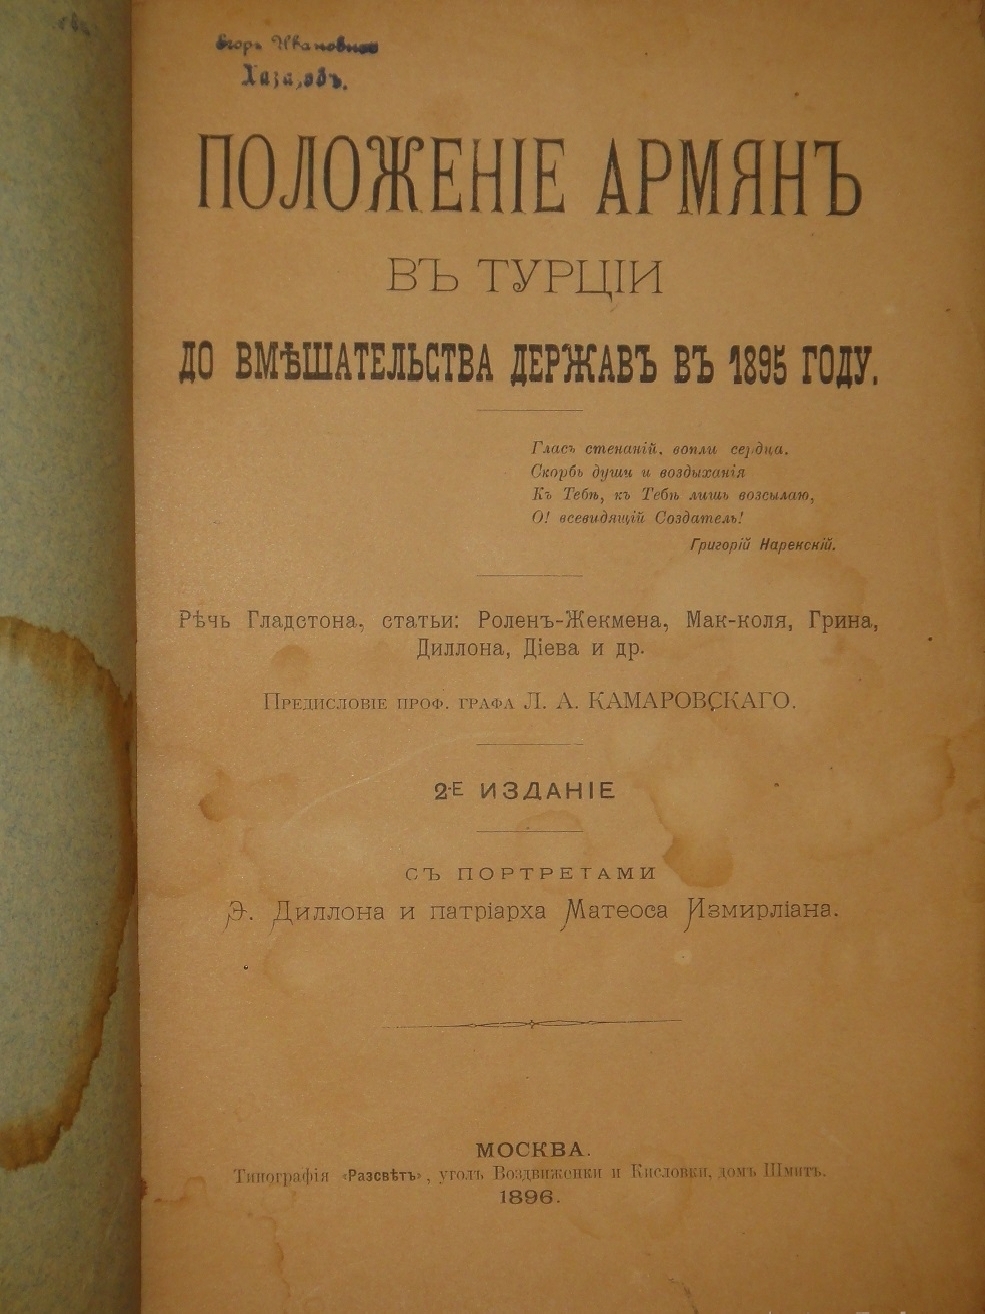 Егоръ Ивановичъ
Хазаровъ.
ПОЛОЖЕНІЕ АРМЯНЪ
ВЪ ТУРЦІИ
ДО ВМѢШАТЕЛЬСТВА ДЕРЖАВЪ ВЪ 1895 ГОДУ.
Гласъ стенаній, вопли сердца,
Скорбь души и воздыханія
Къ Тебѣ, къ Тебѣ лишь возсылаю,
О! всевидящій Создатель!
Григорій Нарекскій.
Рѣчь Гладстона, статьи: Роленъ-Жекмена, Мак-коля, Грина,
Диллона, Діева и др.
Предисловіе проф. графа Л. А. КАМАРОВСКАГО.
2-Е ИЗДАНІЕ
СЪ ПОРТРЕТАМИ
Э. Диллона и патріарха Матеоса Измирліана.
МОСКВА.
Типографія «Разсвѣтъ», уголъ Воздвиженки и Кисловки, домъ Шмитъ.
1896.